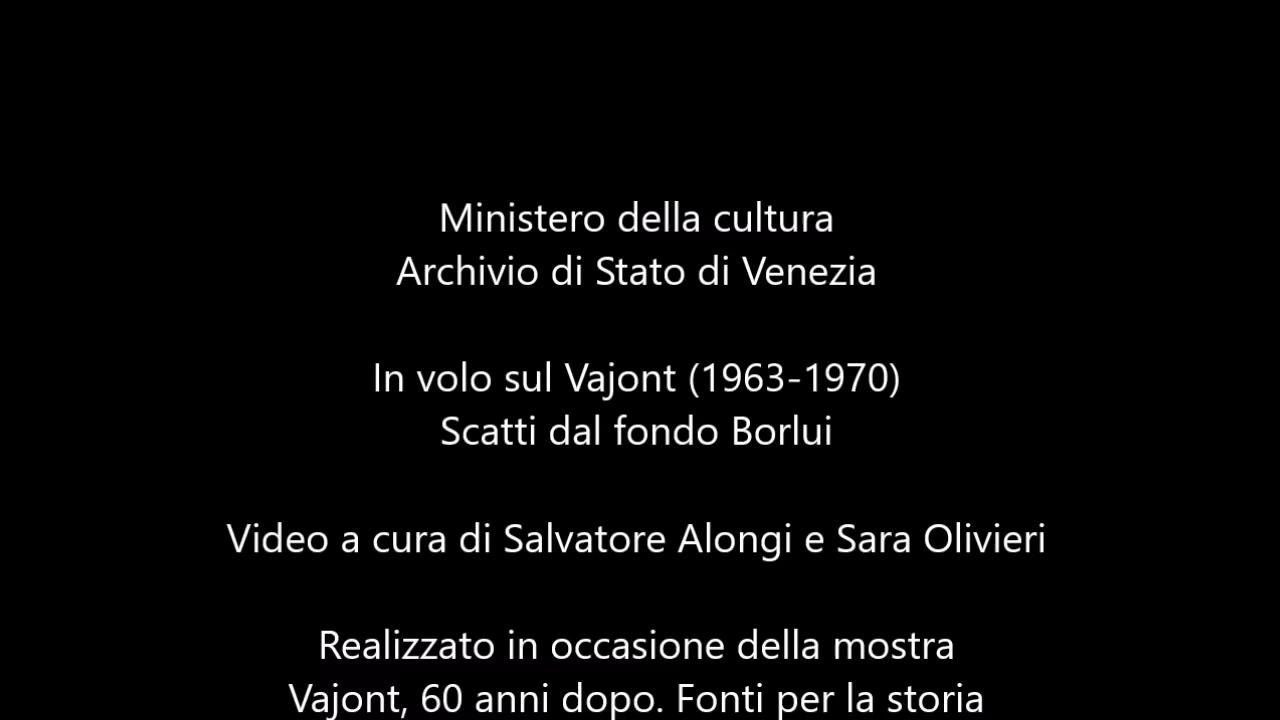 Ministero della cultura
Archivio di Stato di Venezia
In volo sul Vajont (1963-1970)
Scatti dal fondo Borlui
Video a cura di Salvatore Alongi e Sara Olivieri
Realizzato in occasione della mostra
Vajont, 60 anni dopo. Fonti per la storia